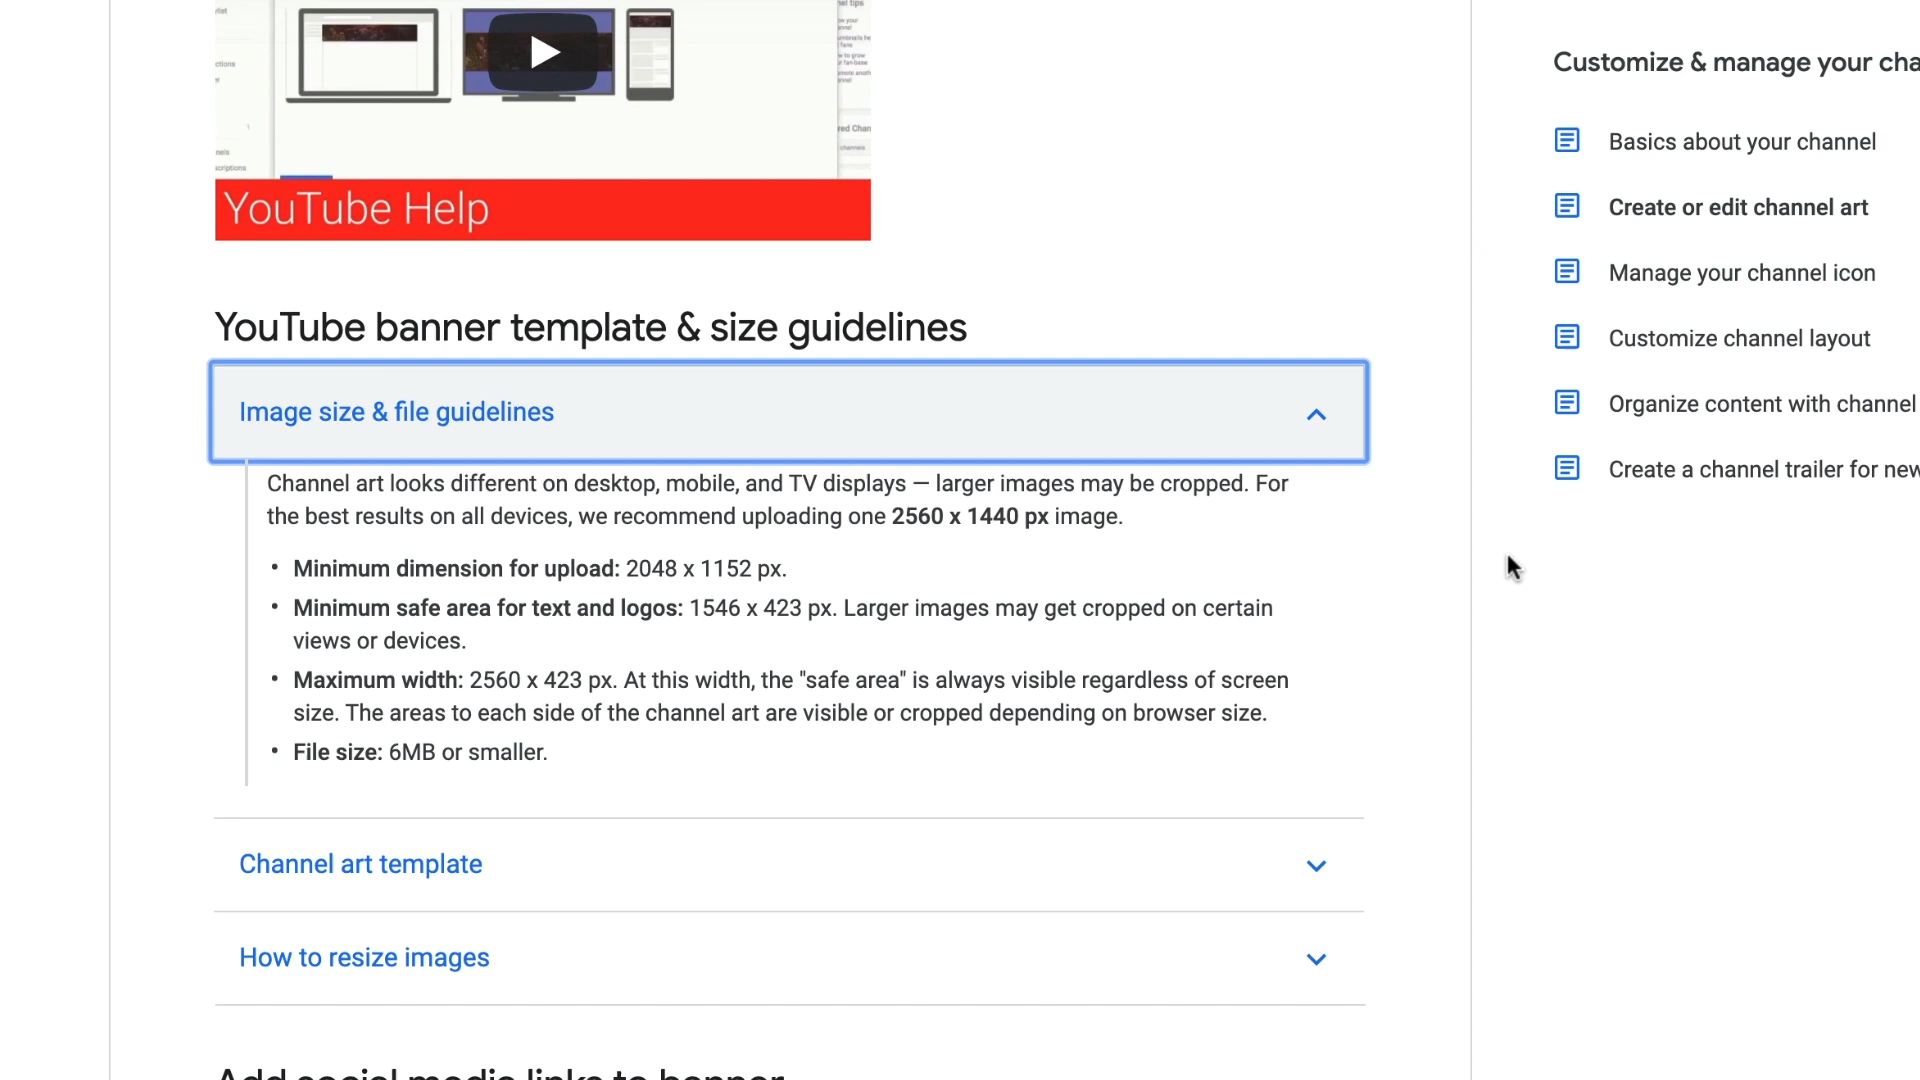 YouTube Help
YouTube banner template & size guidelines
Image size & file guidelines
Channel art looks different on desktop, mobile, and TV displays — larger images may be cropped. For
the best results on all devices, we recommend uploading one 2560 x 1440 px image.
• Minimum dimension for upload: 2048 x 1152 px.
• Minimum safe area for text and logos: 1546 x 423 px. Larger images may get cropped on certain
views or devices.
• Maximum width: 2560 x 423 px. At this width, the "safe area" is always visible regardless of screen
size. The areas to each side of the channel art are visible or cropped depending on browser size.
• File size: 6MB or smaller.
Channel art template
How to resize images
Add social media links to banner
Customize & manage your cha
Basics about your channel
Create or edit channel art
Manage your channel icon
Customize channel layout
Organize content with channel
Create a channel trailer for new